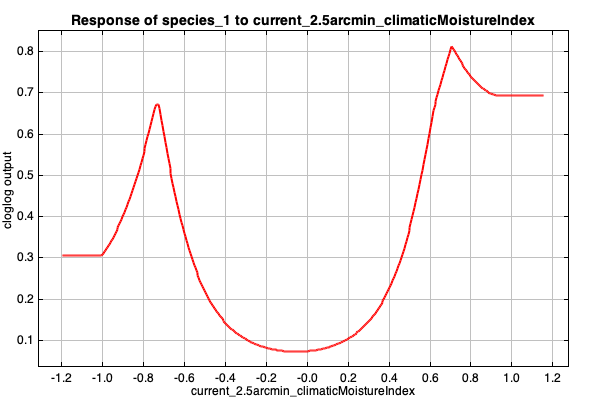 Response of species_1 to current_2.5arcmin_climaticMoistureIndex
cloglog output
0.8
0.7
0.6
0.5
0.4
0.3
0.2
0.1
-1.2 -1.0 -0.8 -0.6 -0.4 -0.2 -0.0 0.2 0.4 0.6 0.8 1.0 1.2
current_2.5arcmin_climaticMoistureIndex